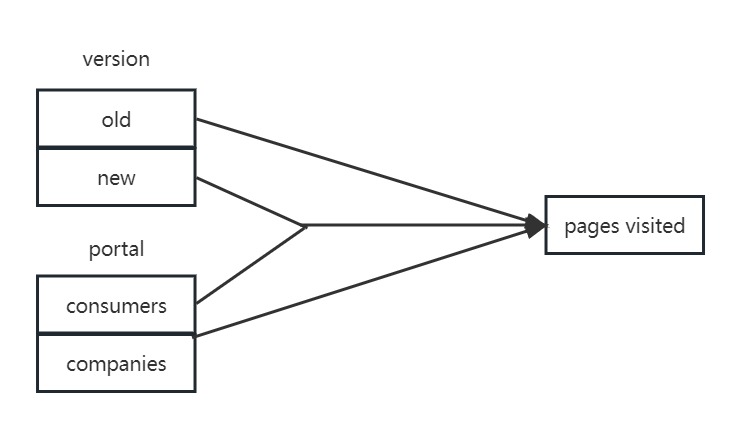 version
old
new
portal
consumers
companies
pages visited